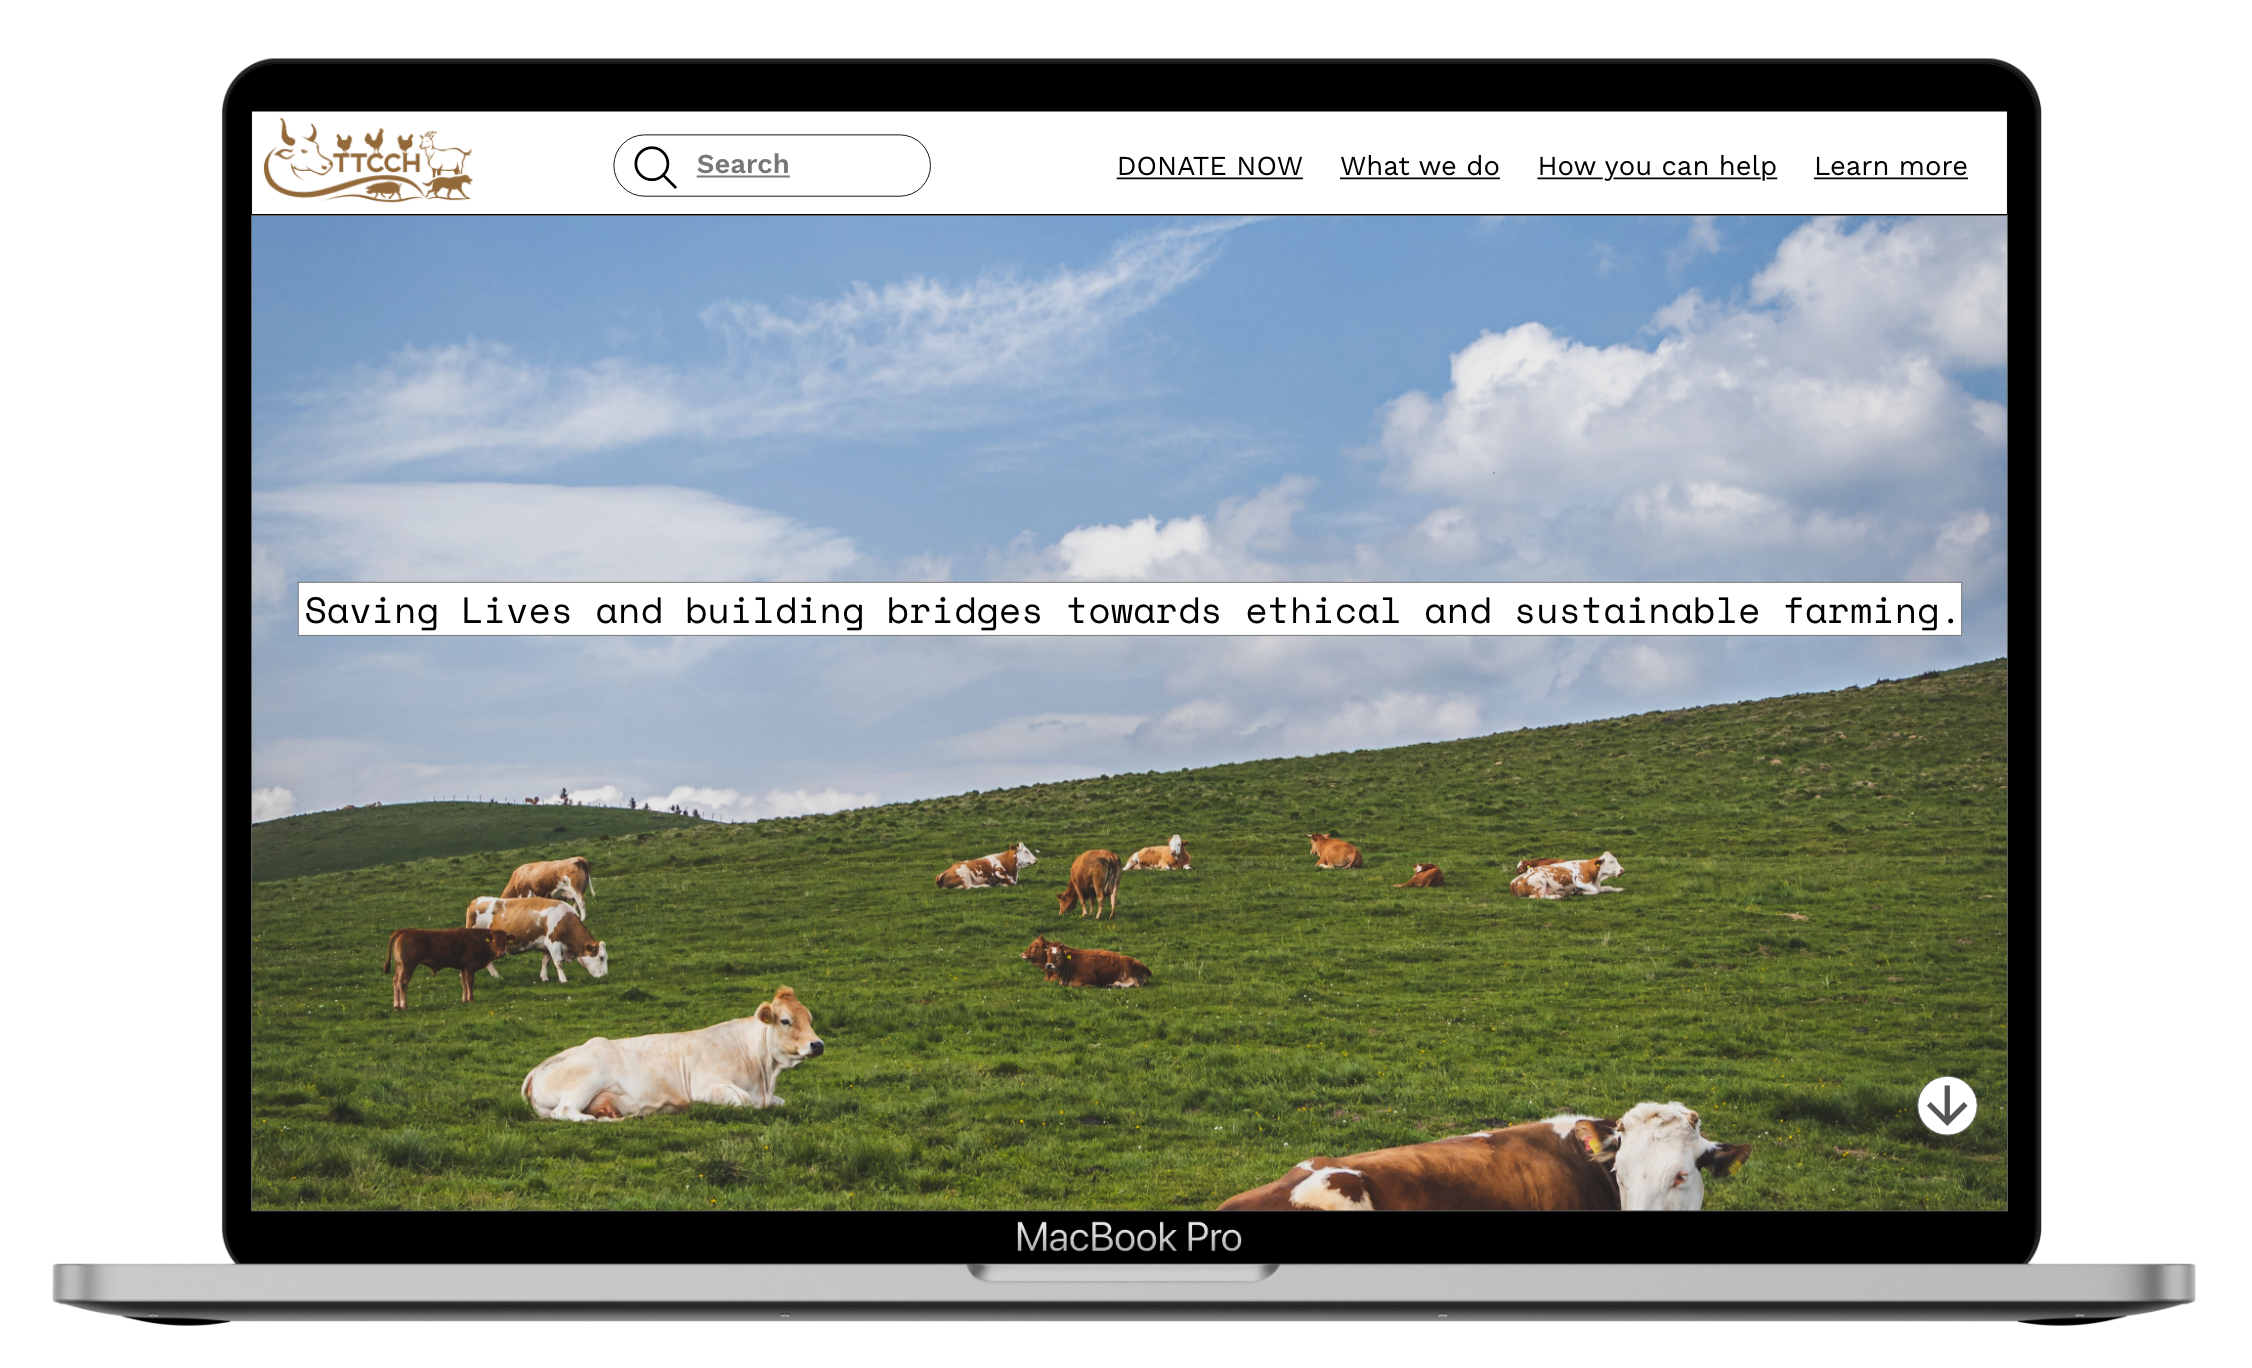 TTCCH
Search
DONATE NOW What we do How you can help Learn more
Saving Lives and building bridges towards ethical and sustainable farming.
MacBook Pro